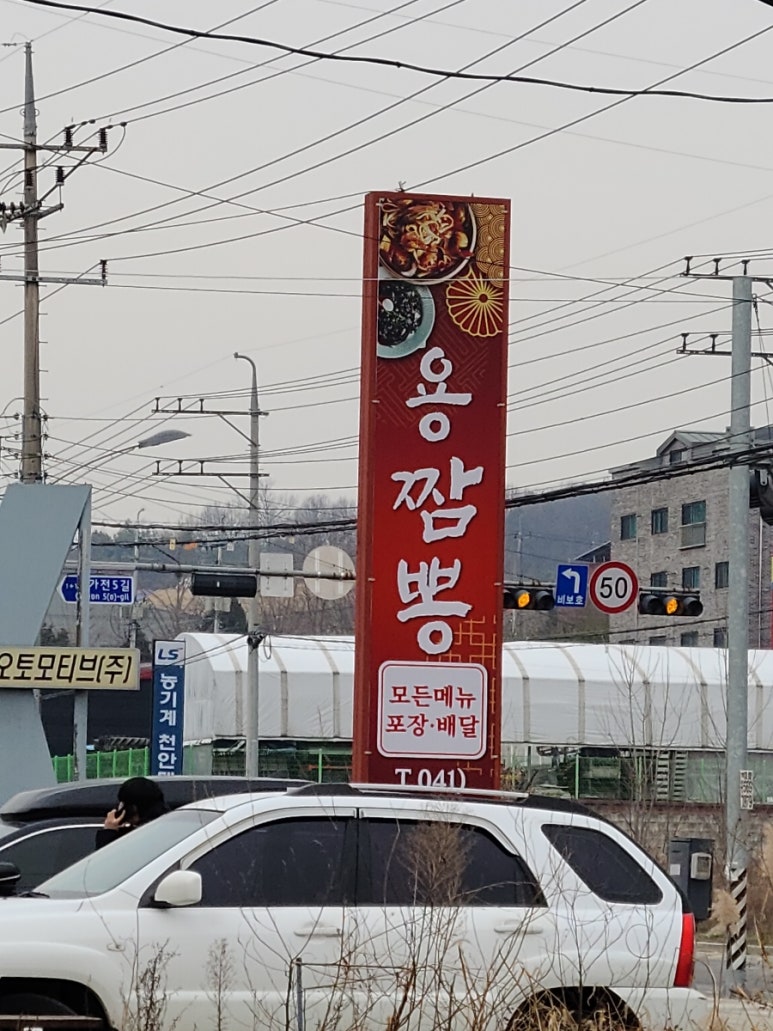 용
짬
뽕
모든메뉴
포장·배달
T.041)
가전5길
50
비보호
오토모티브(주)
LS
농기계 천안